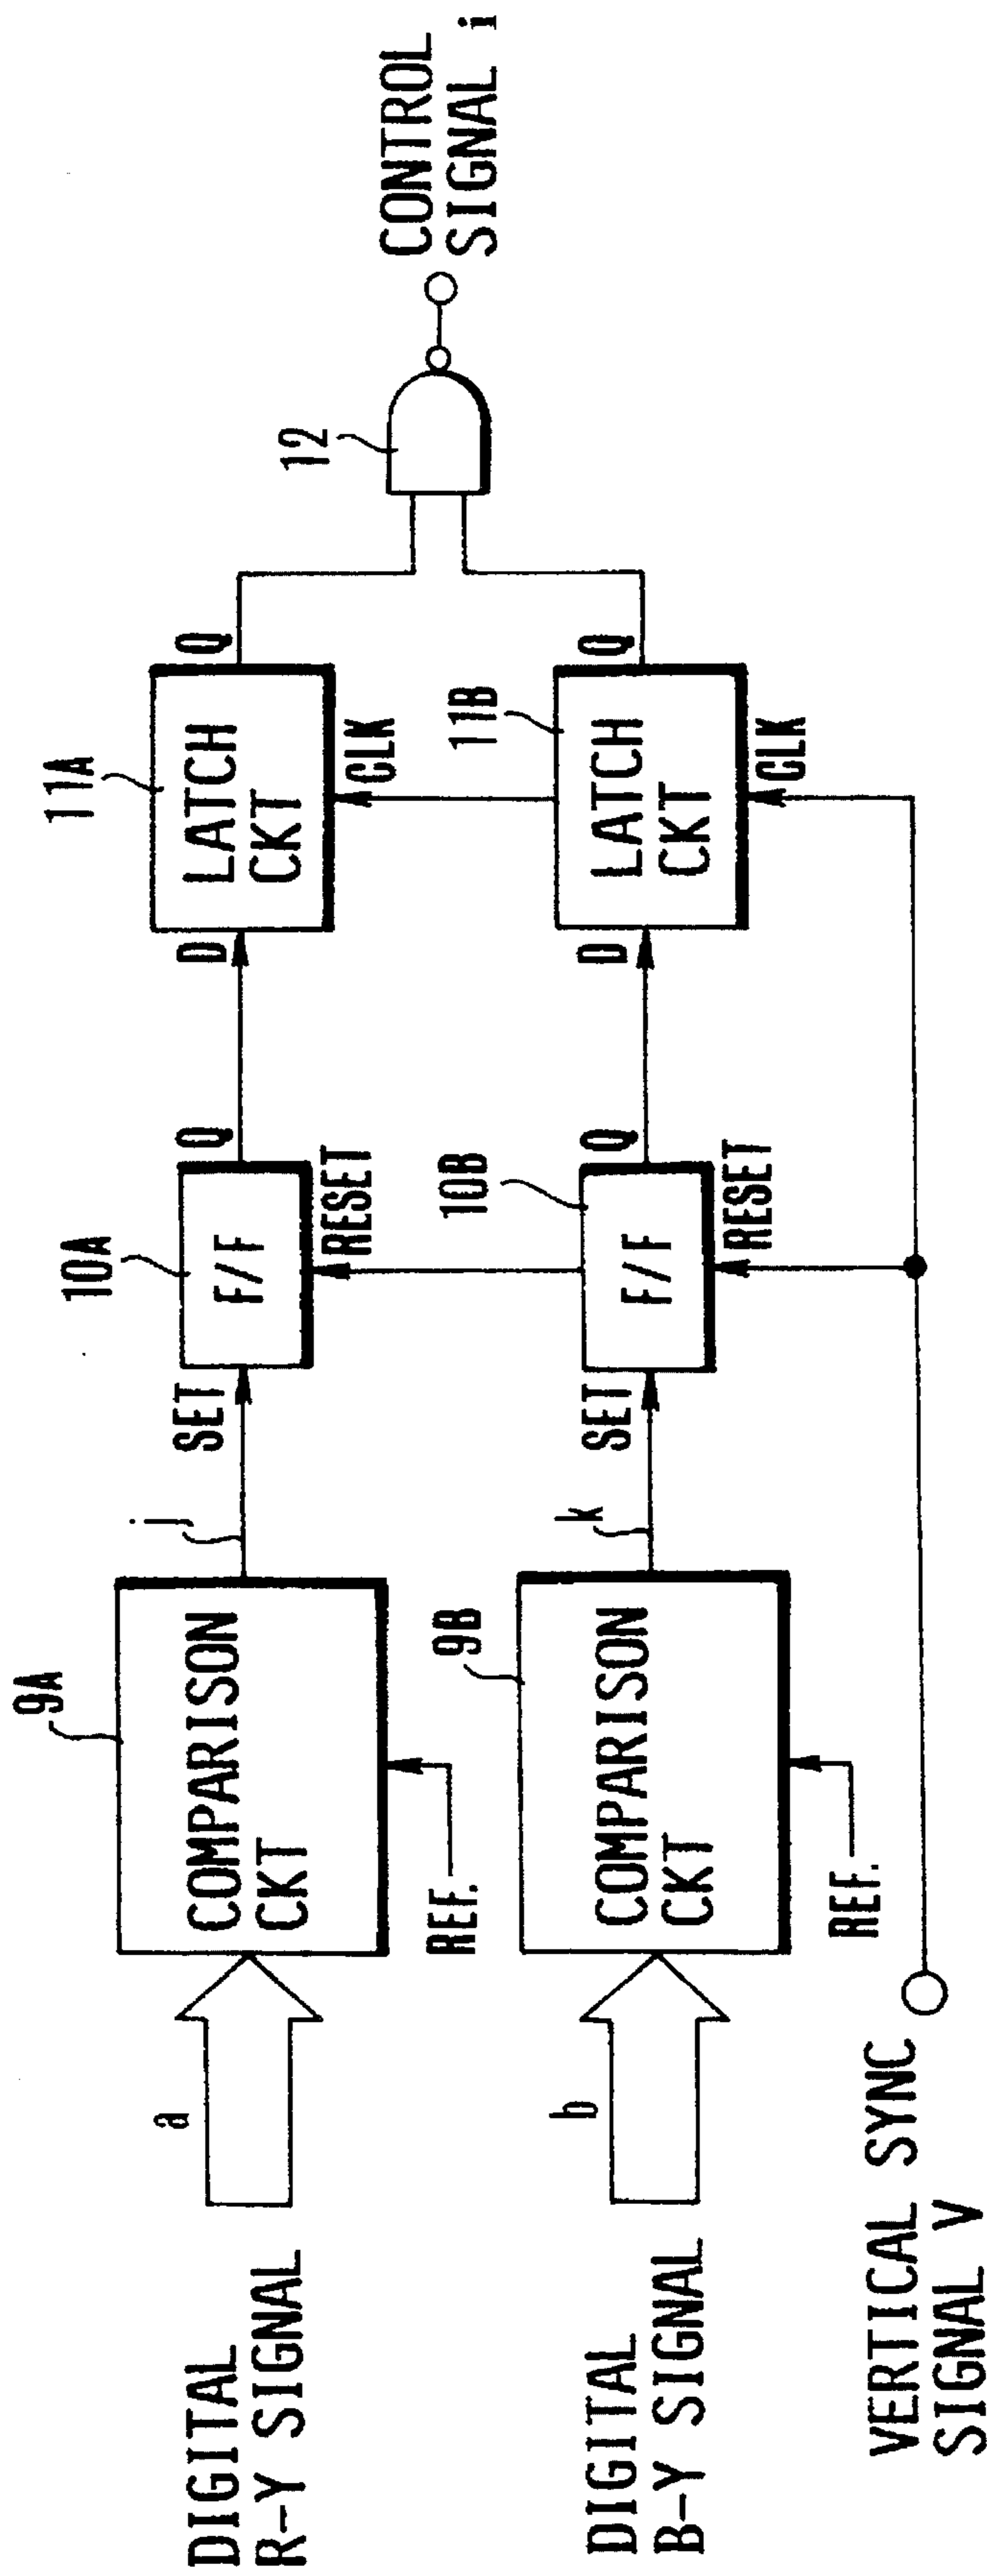 DIGITAL
R-Y SIGNAL
a
9A
COMPARISON
CKT
REF.
j
SET
10A
F/F
RESET
Q
D
11A
LATCH
CKT
CLK
Q
12
CONTROL
SIGNAL i
DIGITAL
B-Y SIGNAL
b
9B
COMPARISON
CKT
REF.
k
SET
10B
F/F
RESET
Q
D
11B
LATCH
CKT
CLK
Q
VERTICAL SYNC
SIGNAL V